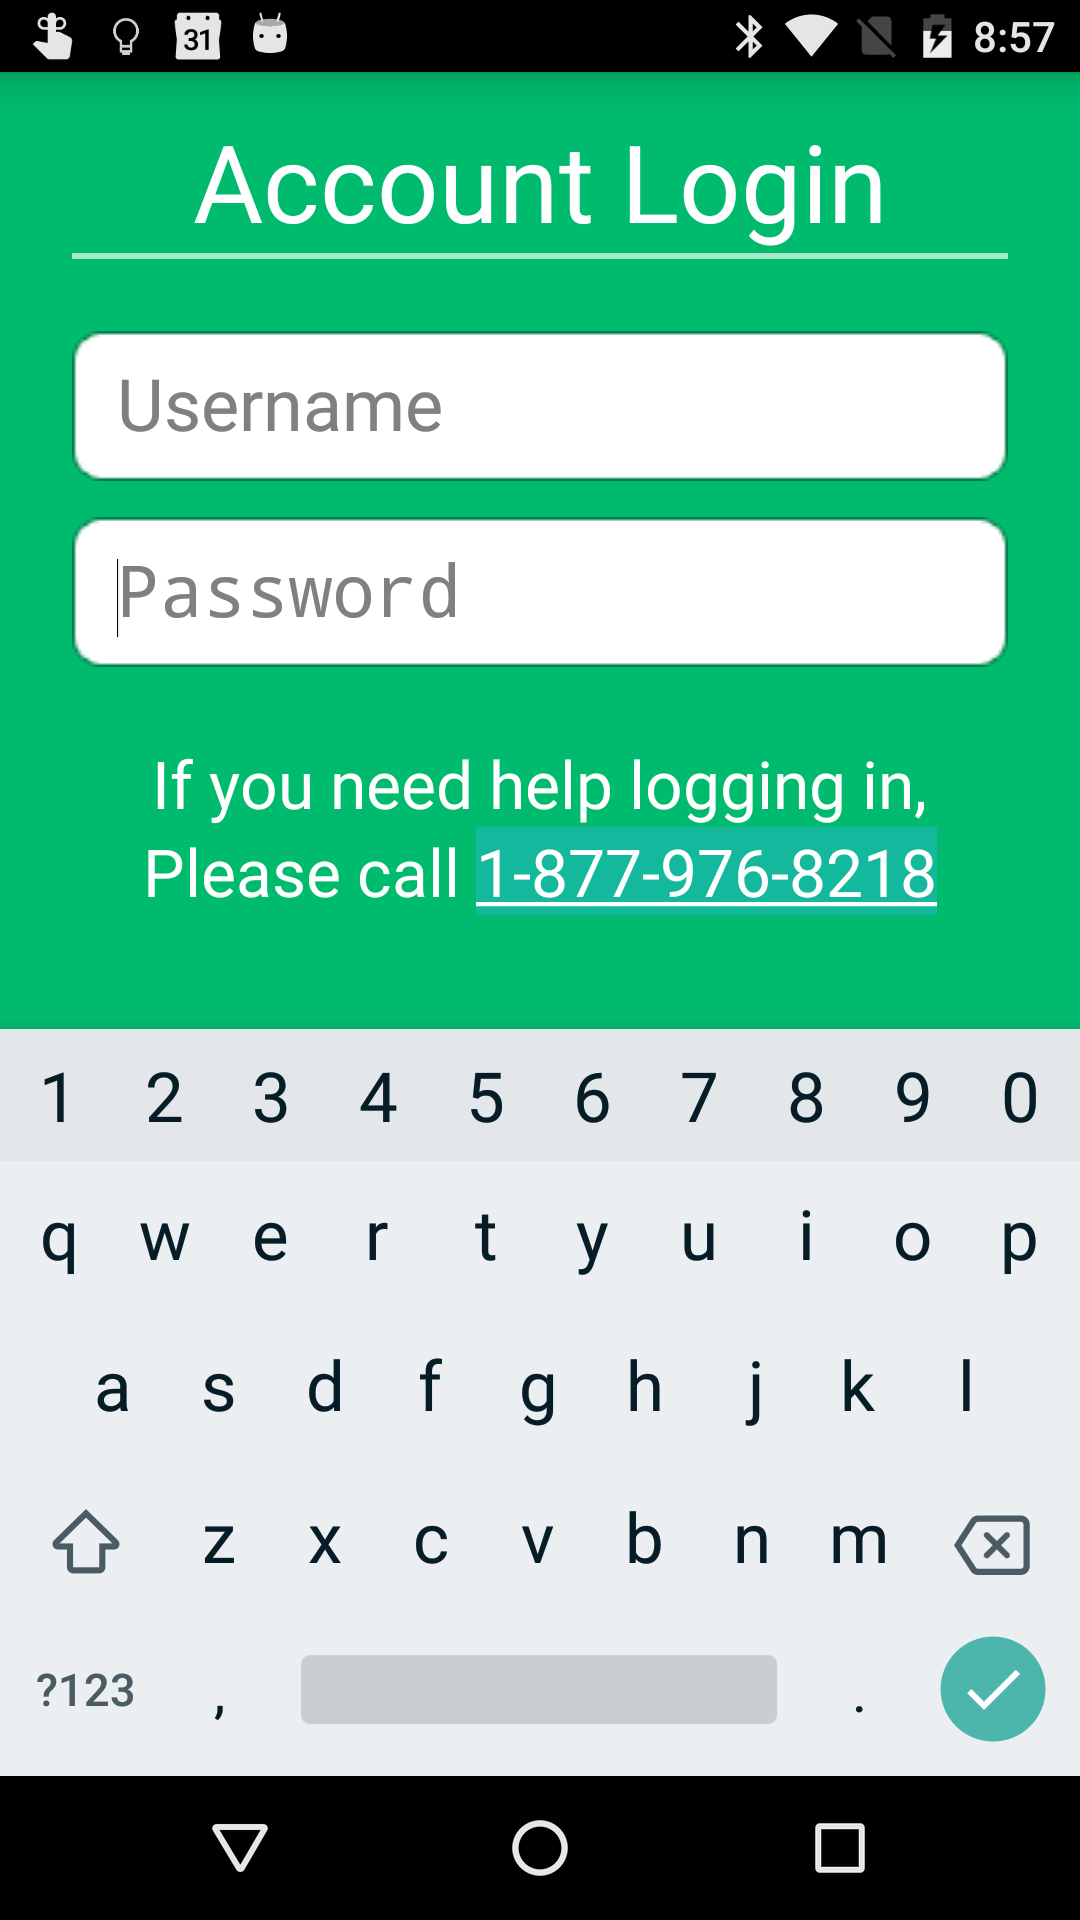 31 8:57
Account Login
Username
Password
If you need help logging in,
Please call 1-877-976-8218
1 2 3 4 5 6 7 8 9 0
q w e r t y u i o p
a s d f g h j k l
z x c v b n m
?123 , .